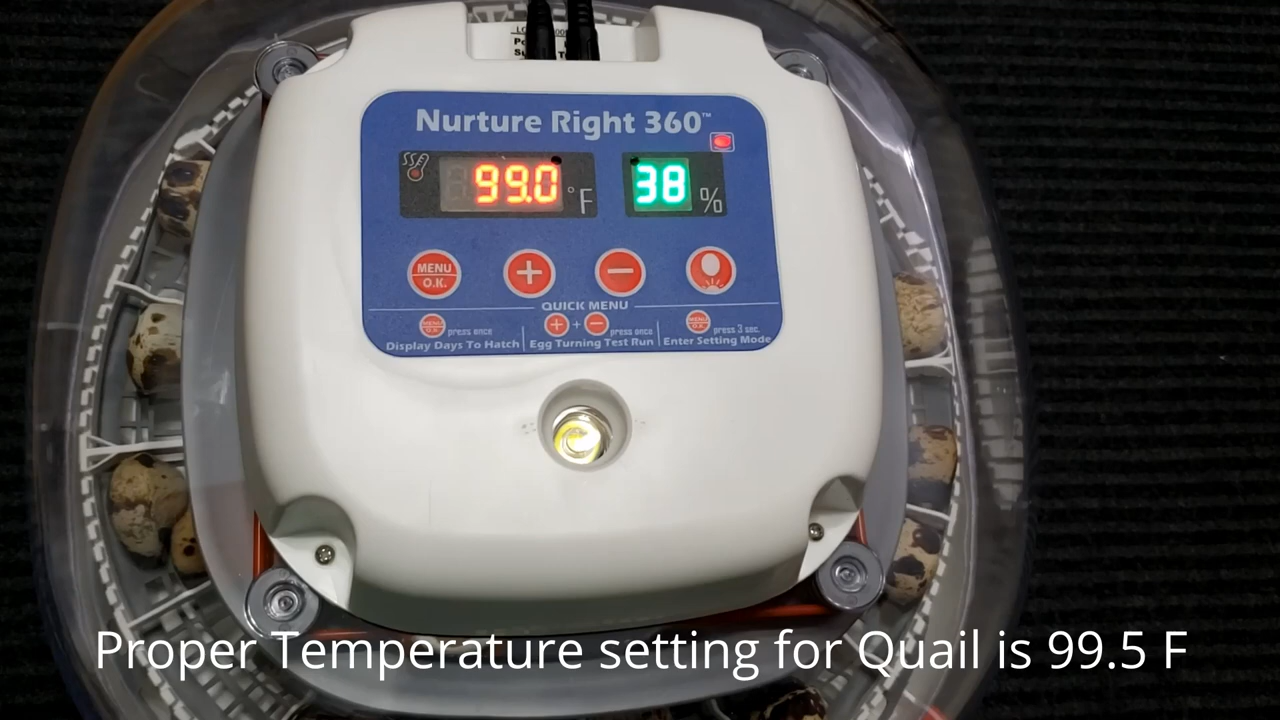 Nurture Right 360™
99.0 °F 38 %
MENU
O.K.
QUICK MENU
MENU
O.K. press once
+ + − press once
MENU
O.K. press 3 sec.
Display Days To Hatch
Egg Turning Test Run
Enter Setting Mode
Proper Temperature setting for Quail is 99.5 F